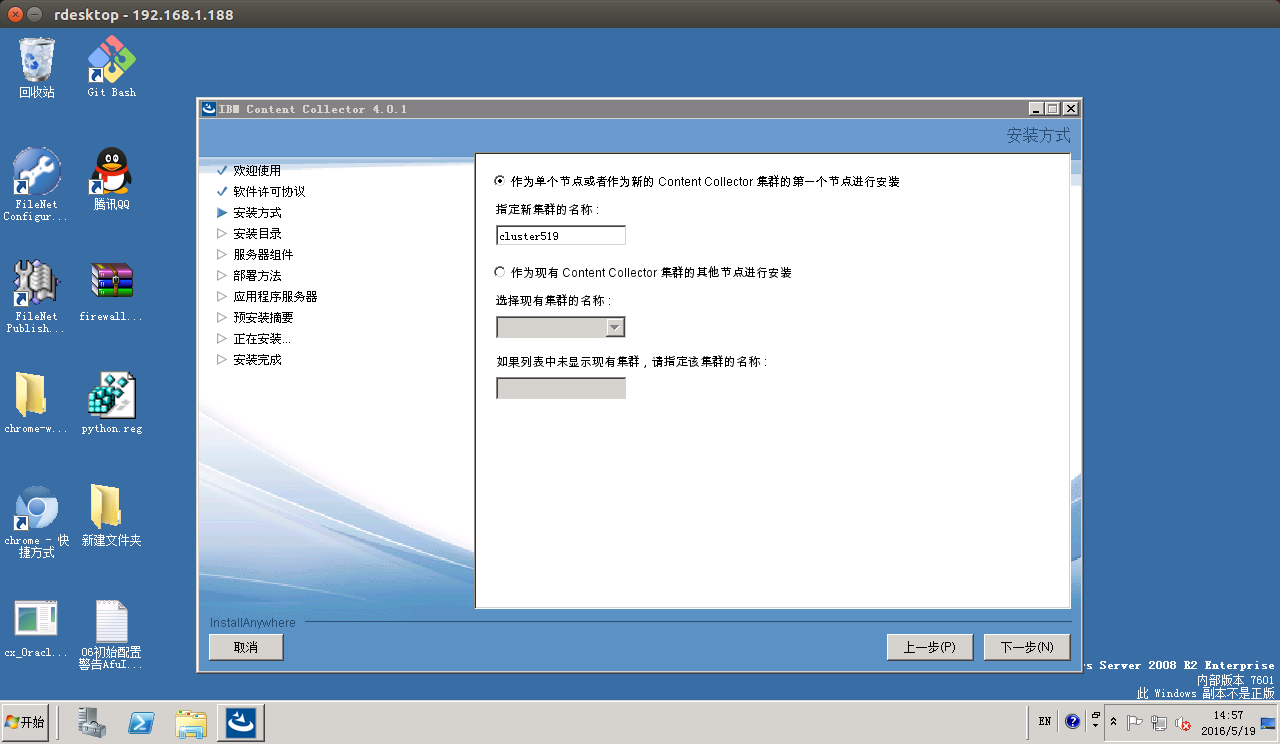 rdesktop - 192.168.1.188
回收站
Git Bash
FileNet
Configur...
腾讯QQ
FileNet
Publish...
firewall...
chrome-w...
python.reg
chrome - 快
捷方式
新建文件夹
cx_Oracl...
06初始配置
警告AfuI...
IBM Content Collector 4.0.1
安装方式
欢迎使用
软件许可协议
安装方式
安装目录
服务器组件
部署方法
应用程序服务器
预安装摘要
正在安装...
安装完成
作为单个节点或者作为新的 Content Collector 集群的第一个节点进行安装
指定新集群的名称：
cluster519
作为现有 Content Collector 集群的其他节点进行安装
选择现有集群的名称：
如果列表中未显示现有集群，请指定该集群的名称：
InstallAnywhere
取消
上一步(P)
下一步(N)
s Server 2008 R2 Enterprise
内部版本 7601
此 Windows 副本不是正版
开始
EN
14:57
2016/5/19